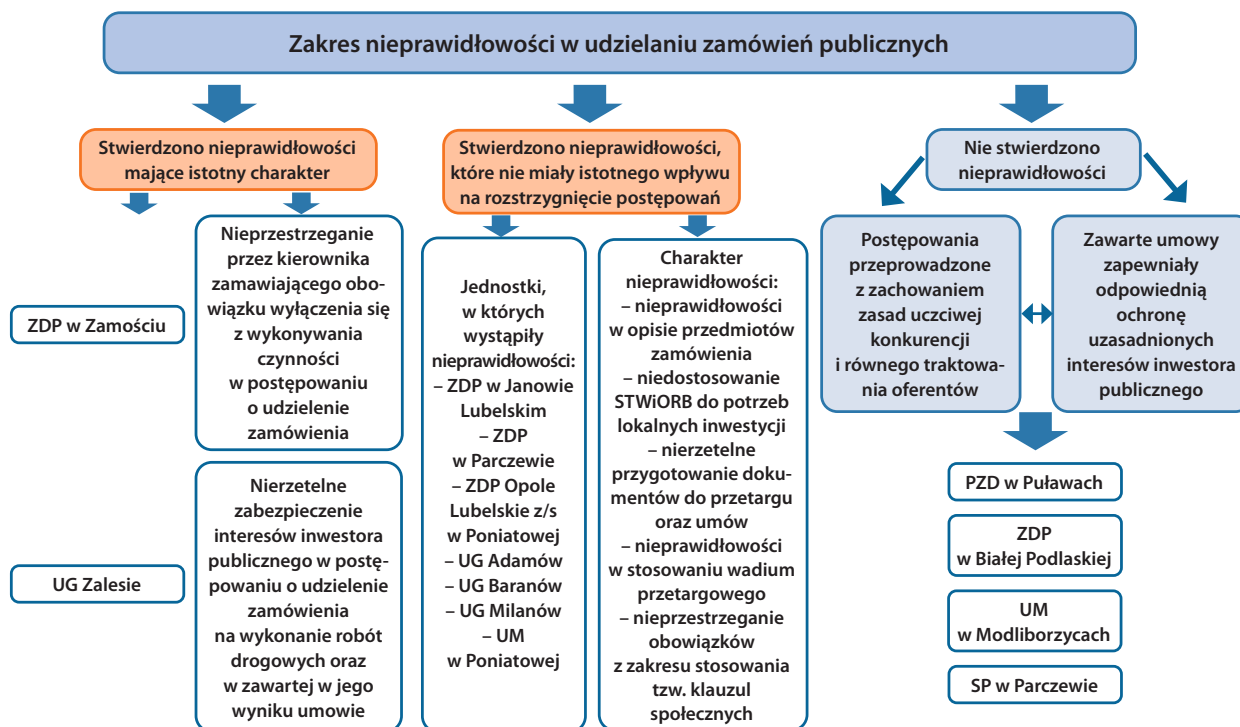 Zakres nieprawidłowości w udzielaniu zamówień publicznych
Stwierdzono nieprawidłowości
mające istotny charakter
ZDP w Zamościu
Nieprzestrzeganie
przez kierownika
zamawiającego obo-
wiązku wyłączenia się
z wykonywania
czynności
w postępowaniu
o udzielenie
zamówienia
UG Zalesie
Nierzetelne
zabezpieczenie
interesów inwestora
publicznego w postę-
powaniu o udzielenie
zamówienia
na wykonanie robót
drogowych oraz
w zawartej w jego
wyniku umowie
Stwierdzono nieprawidłowości,
które nie miały istotnego wpływu
na rozstrzygnięcie postępowań
Jednostki,
w których
wystąpiły
nieprawidłowości:
– ZDP w Janowie
Lubelskim
– ZDP
w Parczewie
– ZDP Opole
Lubelskie z/s
w Poniatowej
– UG Adamów
– UG Baranów
– UG Milanów
– UM
w Poniatowej
Charakter
nieprawidłowości:
– nieprawidłowości
w opisie przedmiotów
zamówienia
– niedostosowanie
STWiORB do potrzeb
lokalnych inwestycji
– nierzetelne
przygotowanie doku-
mentów do przetargu
oraz umów
– nieprawidłowości
w stosowaniu wadium
przetargowego
– nieprzestrzeganie
obowiązków
z zakresu stosowania
tzw. klauzul
społecznych
Nie stwierdzono
nieprawidłowości
Postępowania
przeprowadzone
z zachowaniem
zasad uczciwej
konkurencji
i równego traktowa-
nia oferentów
Zawarte umowy
zapewniały
odpowiednią
ochronę
uzasadnionych
interesów inwestora
publicznego
PZD w Puławach
ZDP
w Białej Podlaskiej
UM
w Modliborzycach
SP w Parczewie